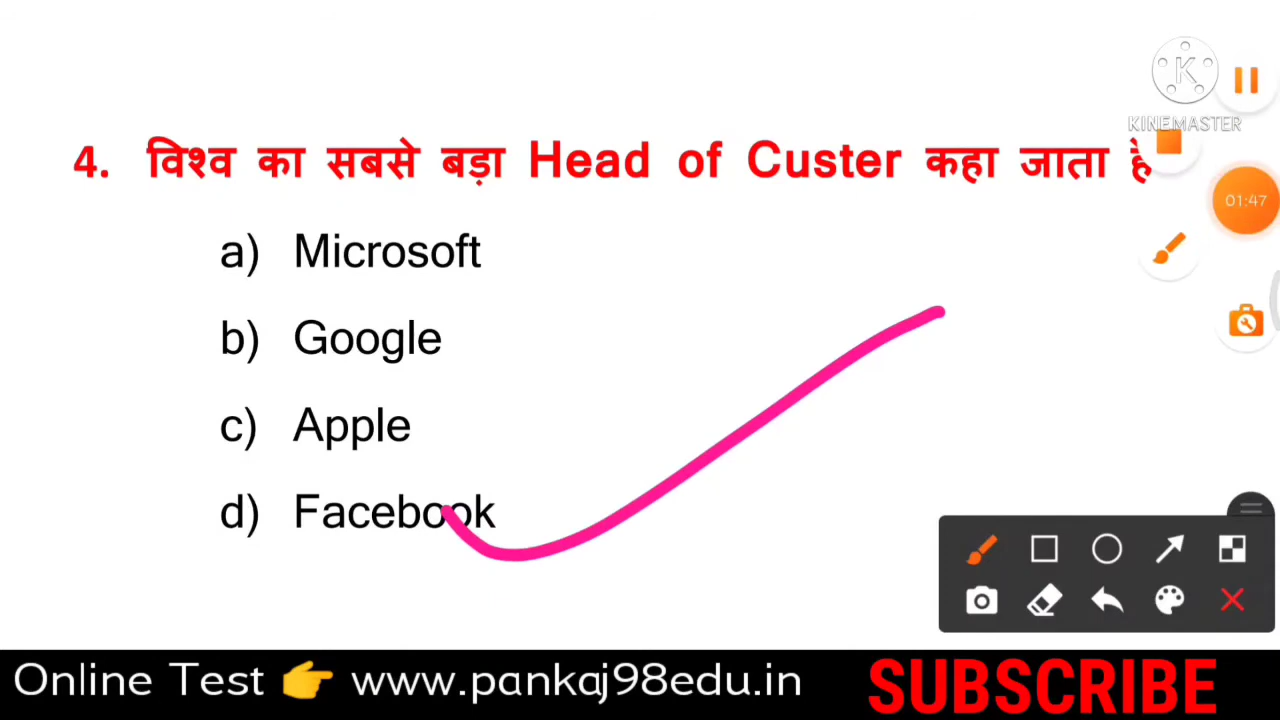 KINEMASTER
4. विश्व का सबसे बड़ा Head of Custer कहा जाता है
01:47
a) Microsoft
b) Google
c) Apple
d) Facebook
Online Test 👉 www.pankaj98edu.in SUBSCRIBE